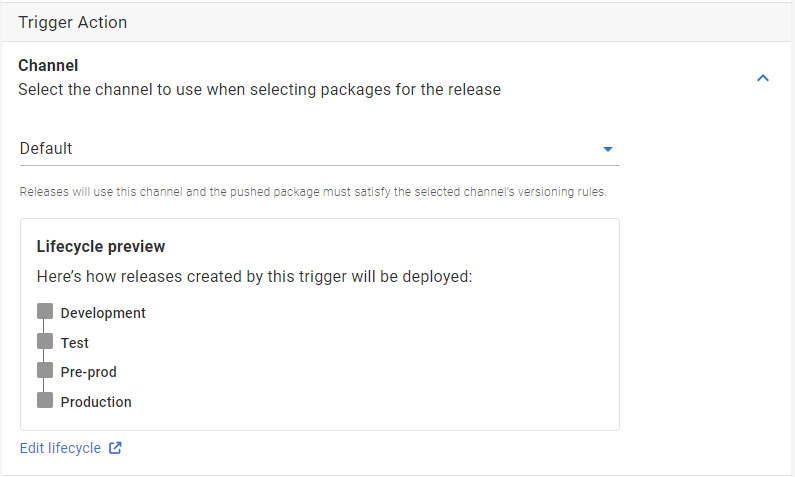 Trigger Action
Channel
Select the channel to use when selecting packages for the release
Default
Releases will use this channel and the pushed package must satisfy the selected channel's versioning rules.
Lifecycle preview
Here’s how releases created by this trigger will be deployed:
Development
Test
Pre-prod
Production
Edit lifecycle